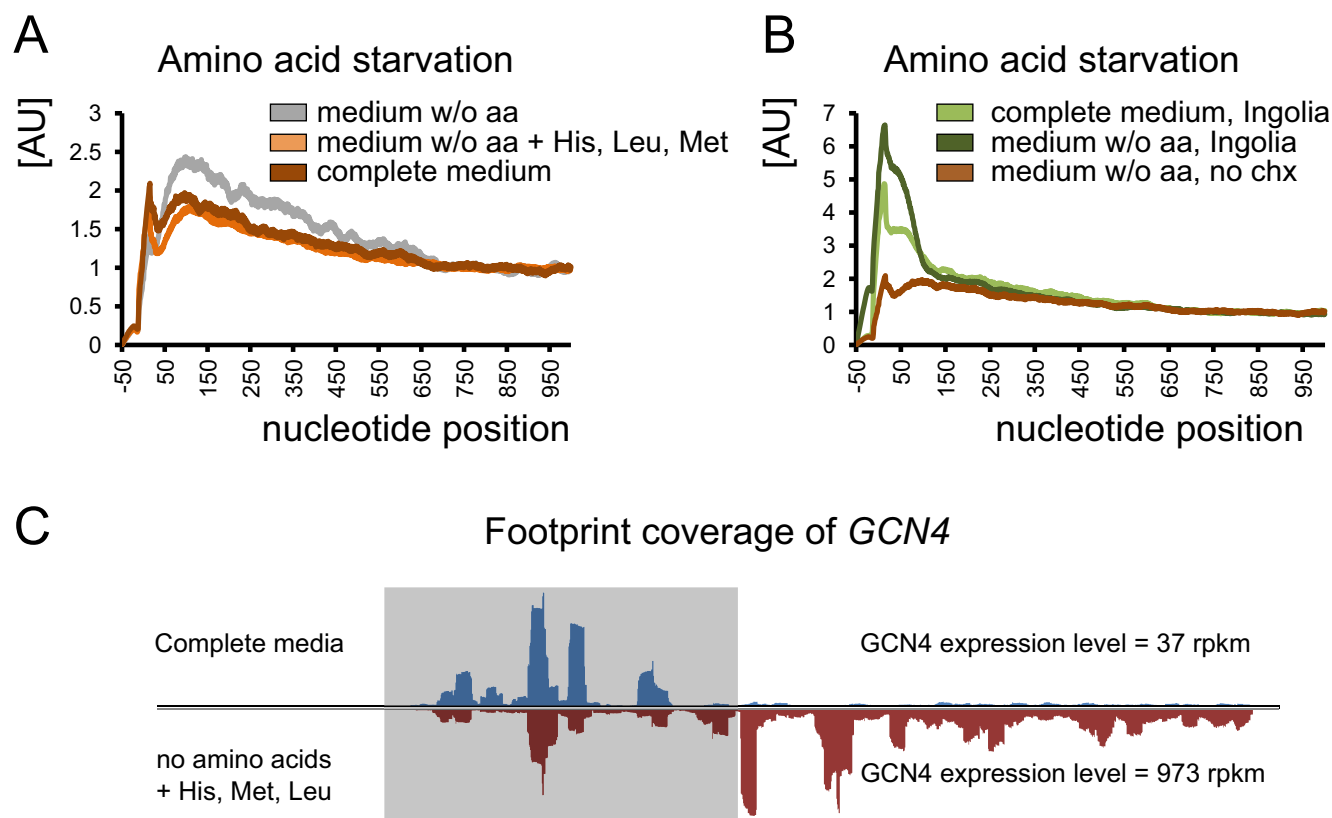 A
Amino acid starvation
[AU]
3
2.5
2
1.5
1
0.5
0
medium w/o aa
medium w/o aa + His, Leu, Met
complete medium
-50
50
150
250
350
450
550
650
750
850
950
nucleotide position
B
Amino acid starvation
[AU]
7
6
5
4
3
2
1
0
complete medium, Ingolia
medium w/o aa, Ingolia
medium w/o aa, no chx
-50
50
150
250
350
450
550
650
750
850
950
nucleotide position
C
Footprint coverage of GCN4
Complete media
GCN4 expression level = 37 rpkm
no amino acids
+ His, Met, Leu
GCN4 expression level = 973 rpkm